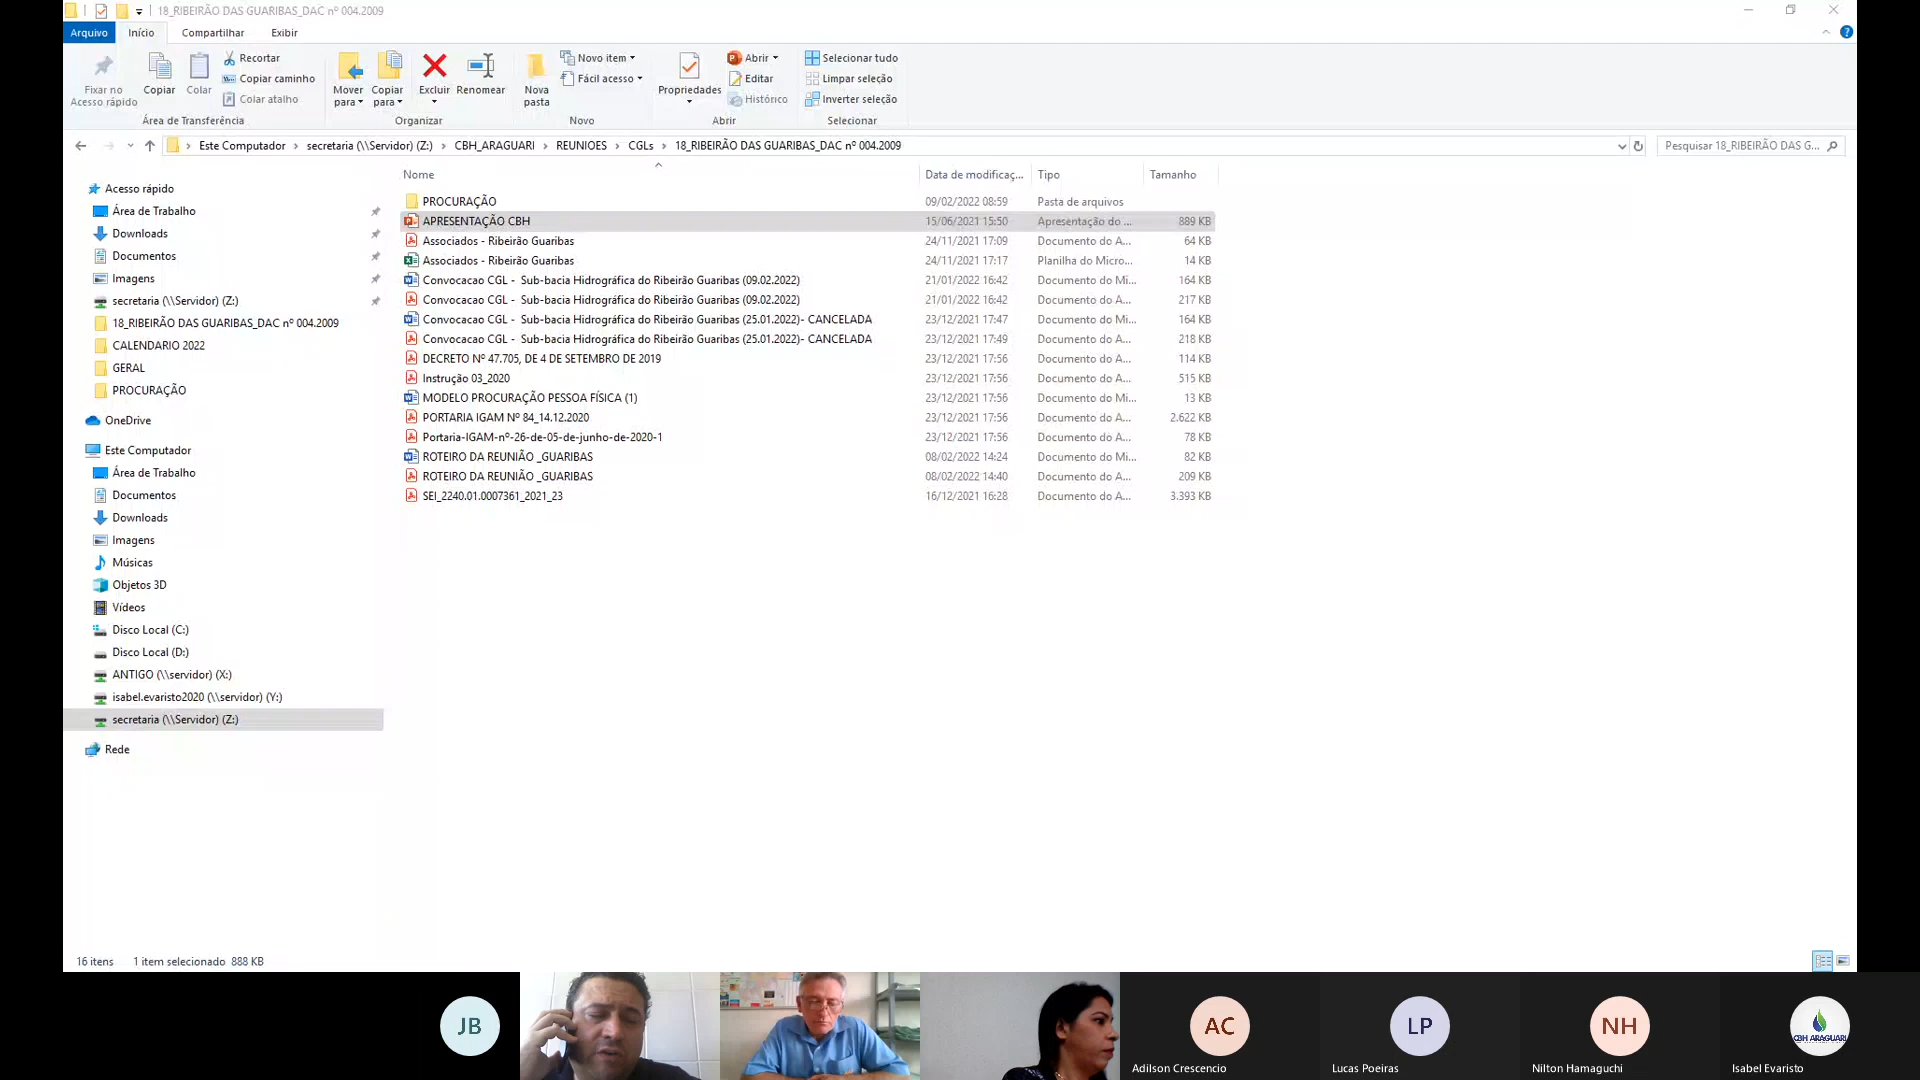 18_RIBEIRÃO DAS GUARIBAS_DAC nº 004.2009
Arquivo Início Compartilhar Exibir
Fixar no Acesso rápido
Copiar
Colar
Recortar
Copiar caminho
Colar atalho
Área de Transferência
Mover para
Copiar para
Excluir
Renomear
Organizar
Nova pasta
Novo item
Fácil acesso
Novo
Propriedades
Abrir
Editar
Histórico
Abrir
Selecionar tudo
Limpar seleção
Inverter seleção
Selecionar
Este Computador > secretaria (\\Servidor) (Z:) > CBH_ARAGUARI > REUNIOES > CGLs > 18_RIBEIRÃO DAS GUARIBAS_DAC nº 004.2009
Pesquisar 18_RIBEIRÃO DAS G...
Acesso rápido
Área de Trabalho
Downloads
Documentos
Imagens
secretaria (\\Servidor) (Z:)
18_RIBEIRÃO DAS GUARIBAS_DAC nº 004.2009
CALENDARIO 2022
GERAL
PROCURAÇÃO
OneDrive
Este Computador
Área de Trabalho
Documentos
Downloads
Imagens
Músicas
Objetos 3D
Vídeos
Disco Local (C:)
Disco Local (D:)
ANTIGO (\\servidor) (X:)
isabel.evaristo2020 (\\servidor) (Y:)
secretaria (\\Servidor) (Z:)
Rede
Nome Data de modificaç... Tipo Tamanho
PROCURAÇÃO 09/02/2022 08:59 Pasta de arquivos
APRESENTAÇÃO CBH 15/06/2021 15:50 Apresentação do ... 889 KB
Associados - Ribeirão Guaribas 24/11/2021 17:09 Documento do A... 64 KB
Associados - Ribeirão Guaribas 24/11/2021 17:17 Planilha do Micro... 14 KB
Convocacao CGL - Sub-bacia Hidrográfica do Ribeirão Guaribas (09.02.2022) 21/01/2022 16:42 Documento do Mi... 164 KB
Convocacao CGL - Sub-bacia Hidrográfica do Ribeirão Guaribas (09.02.2022) 21/01/2022 16:42 Documento do A... 217 KB
Convocacao CGL - Sub-bacia Hidrográfica do Ribeirão Guaribas (25.01.2022)- CANCELADA 23/12/2021 17:47 Documento do Mi... 164 KB
Convocacao CGL - Sub-bacia Hidrográfica do Ribeirão Guaribas (25.01.2022)- CANCELADA 23/12/2021 17:49 Documento do A... 218 KB
DECRETO Nº 47.705, DE 4 DE SETEMBRO DE 2019 23/12/2021 17:56 Documento do A... 114 KB
Instrução 03_2020 23/12/2021 17:56 Documento do A... 515 KB
MODELO PROCURAÇÃO PESSOA FÍSICA (1) 23/12/2021 17:56 Documento do Mi... 13 KB
PORTARIA IGAM Nº 84_14.12.2020 23/12/2021 17:56 Documento do A... 2.622 KB
Portaria-IGAM-nº-26-de-05-de-junho-de-2020-1 23/12/2021 17:56 Documento do A... 78 KB
ROTEIRO DA REUNIÃO _GUARIBAS 08/02/2022 14:24 Documento do Mi... 82 KB
ROTEIRO DA REUNIÃO _GUARIBAS 08/02/2022 14:40 Documento do A... 209 KB
SEI_2240.01.0007361_2021_23 16/12/2021 16:28 Documento do A... 3.393 KB
16 itens 1 item selecionado 888 KB
JB
AC
Adilson Crescencio
LP
Lucas Poeiras
NH
Nilton Hamaguchi
CBH ARAGUARI
Isabel Evaristo